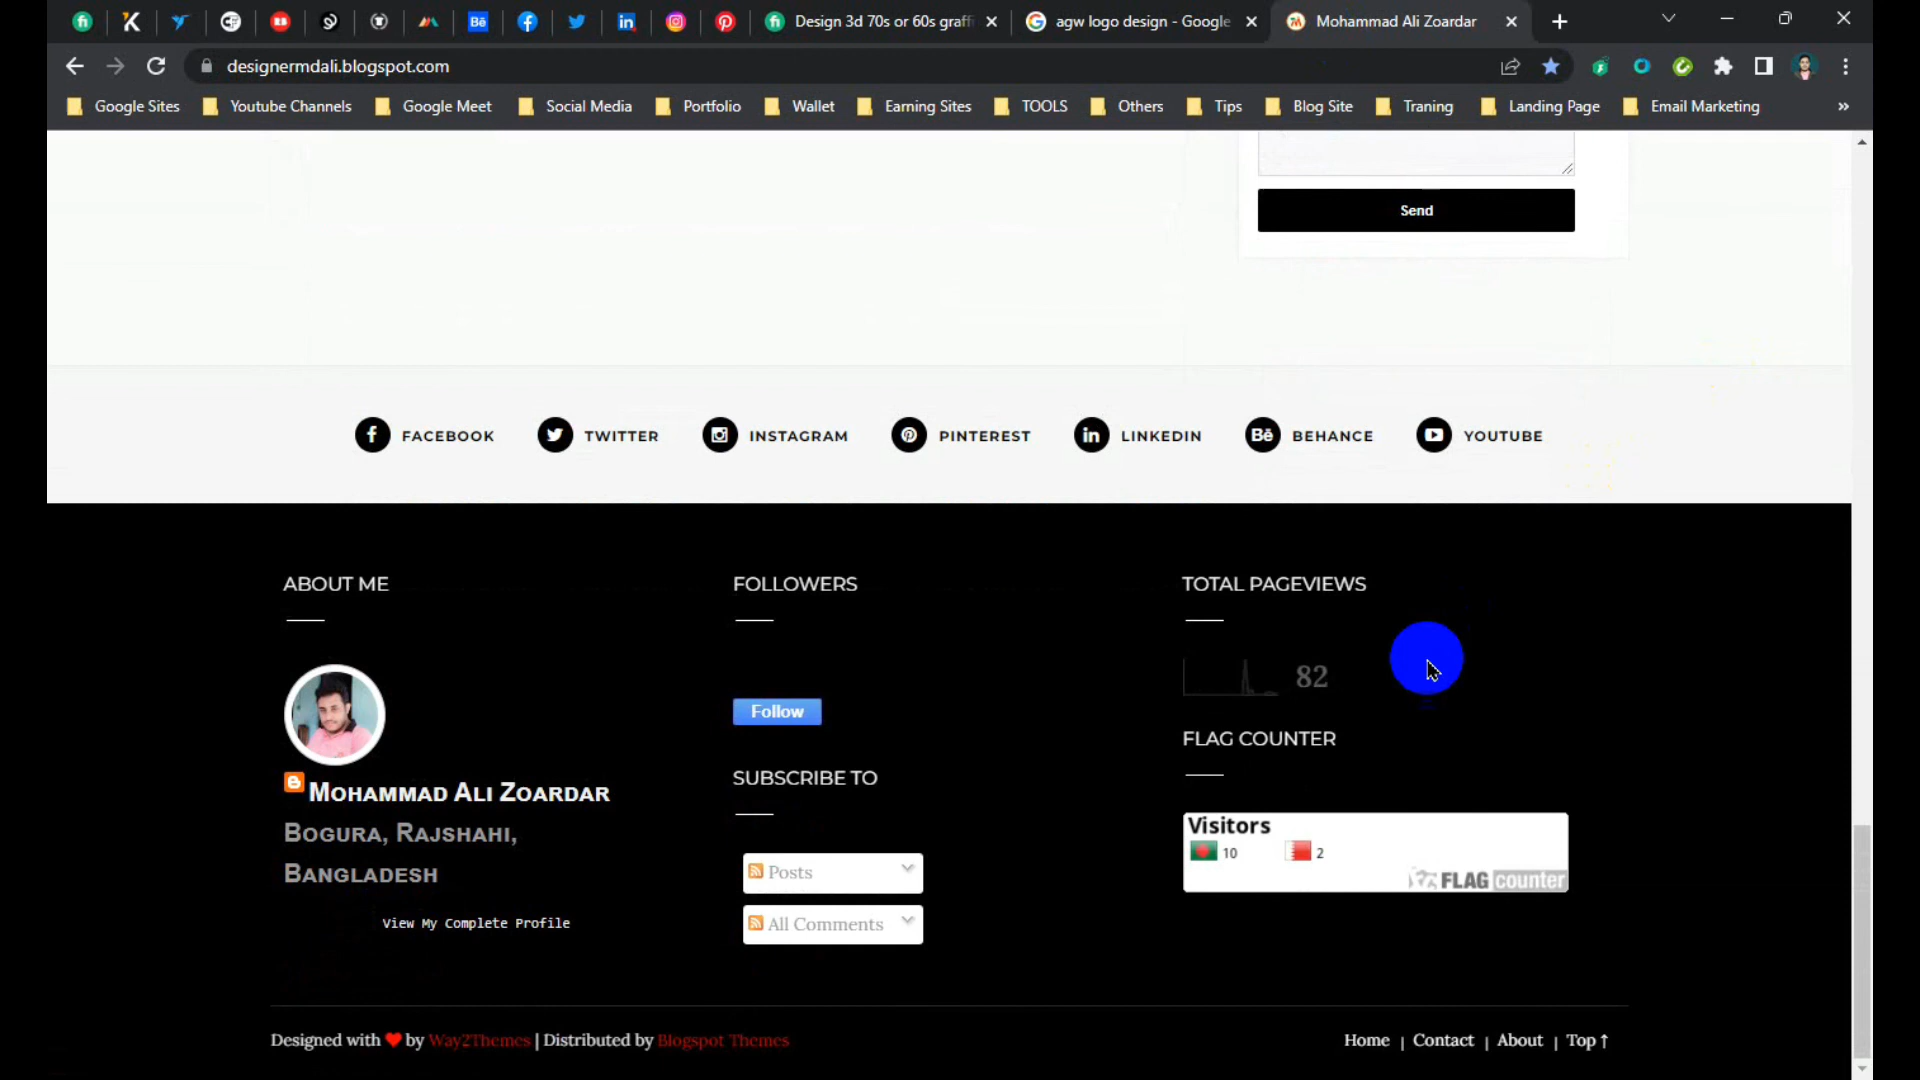 Design 3d 70s or 60s graffi
agw logo design - Google
Mohammad Ali Zoardar
designermdali.blogspot.com
Google Sites
Youtube Channels
Google Meet
Social Media
Portfolio
Wallet
Earning Sites
TOOLS
Others
Tips
Blog Site
Traning
Landing Page
Email Marketing
Send
FACEBOOK
TWITTER
INSTAGRAM
PINTEREST
LINKEDIN
BEHANCE
YOUTUBE
ABOUT ME
MOHAMMAD ALI ZOARDAR
BOGURA, RAJSHAHI,
BANGLADESH
View My Complete Profile
FOLLOWERS
Follow
SUBSCRIBE TO
Posts
All Comments
TOTAL PAGEVIEWS
82
FLAG COUNTER
Visitors
10 2
FLAG counter
Designed with ❤ by Way2Themes | Distributed by Blogspot Themes
Home | Contact | About | Top ↑